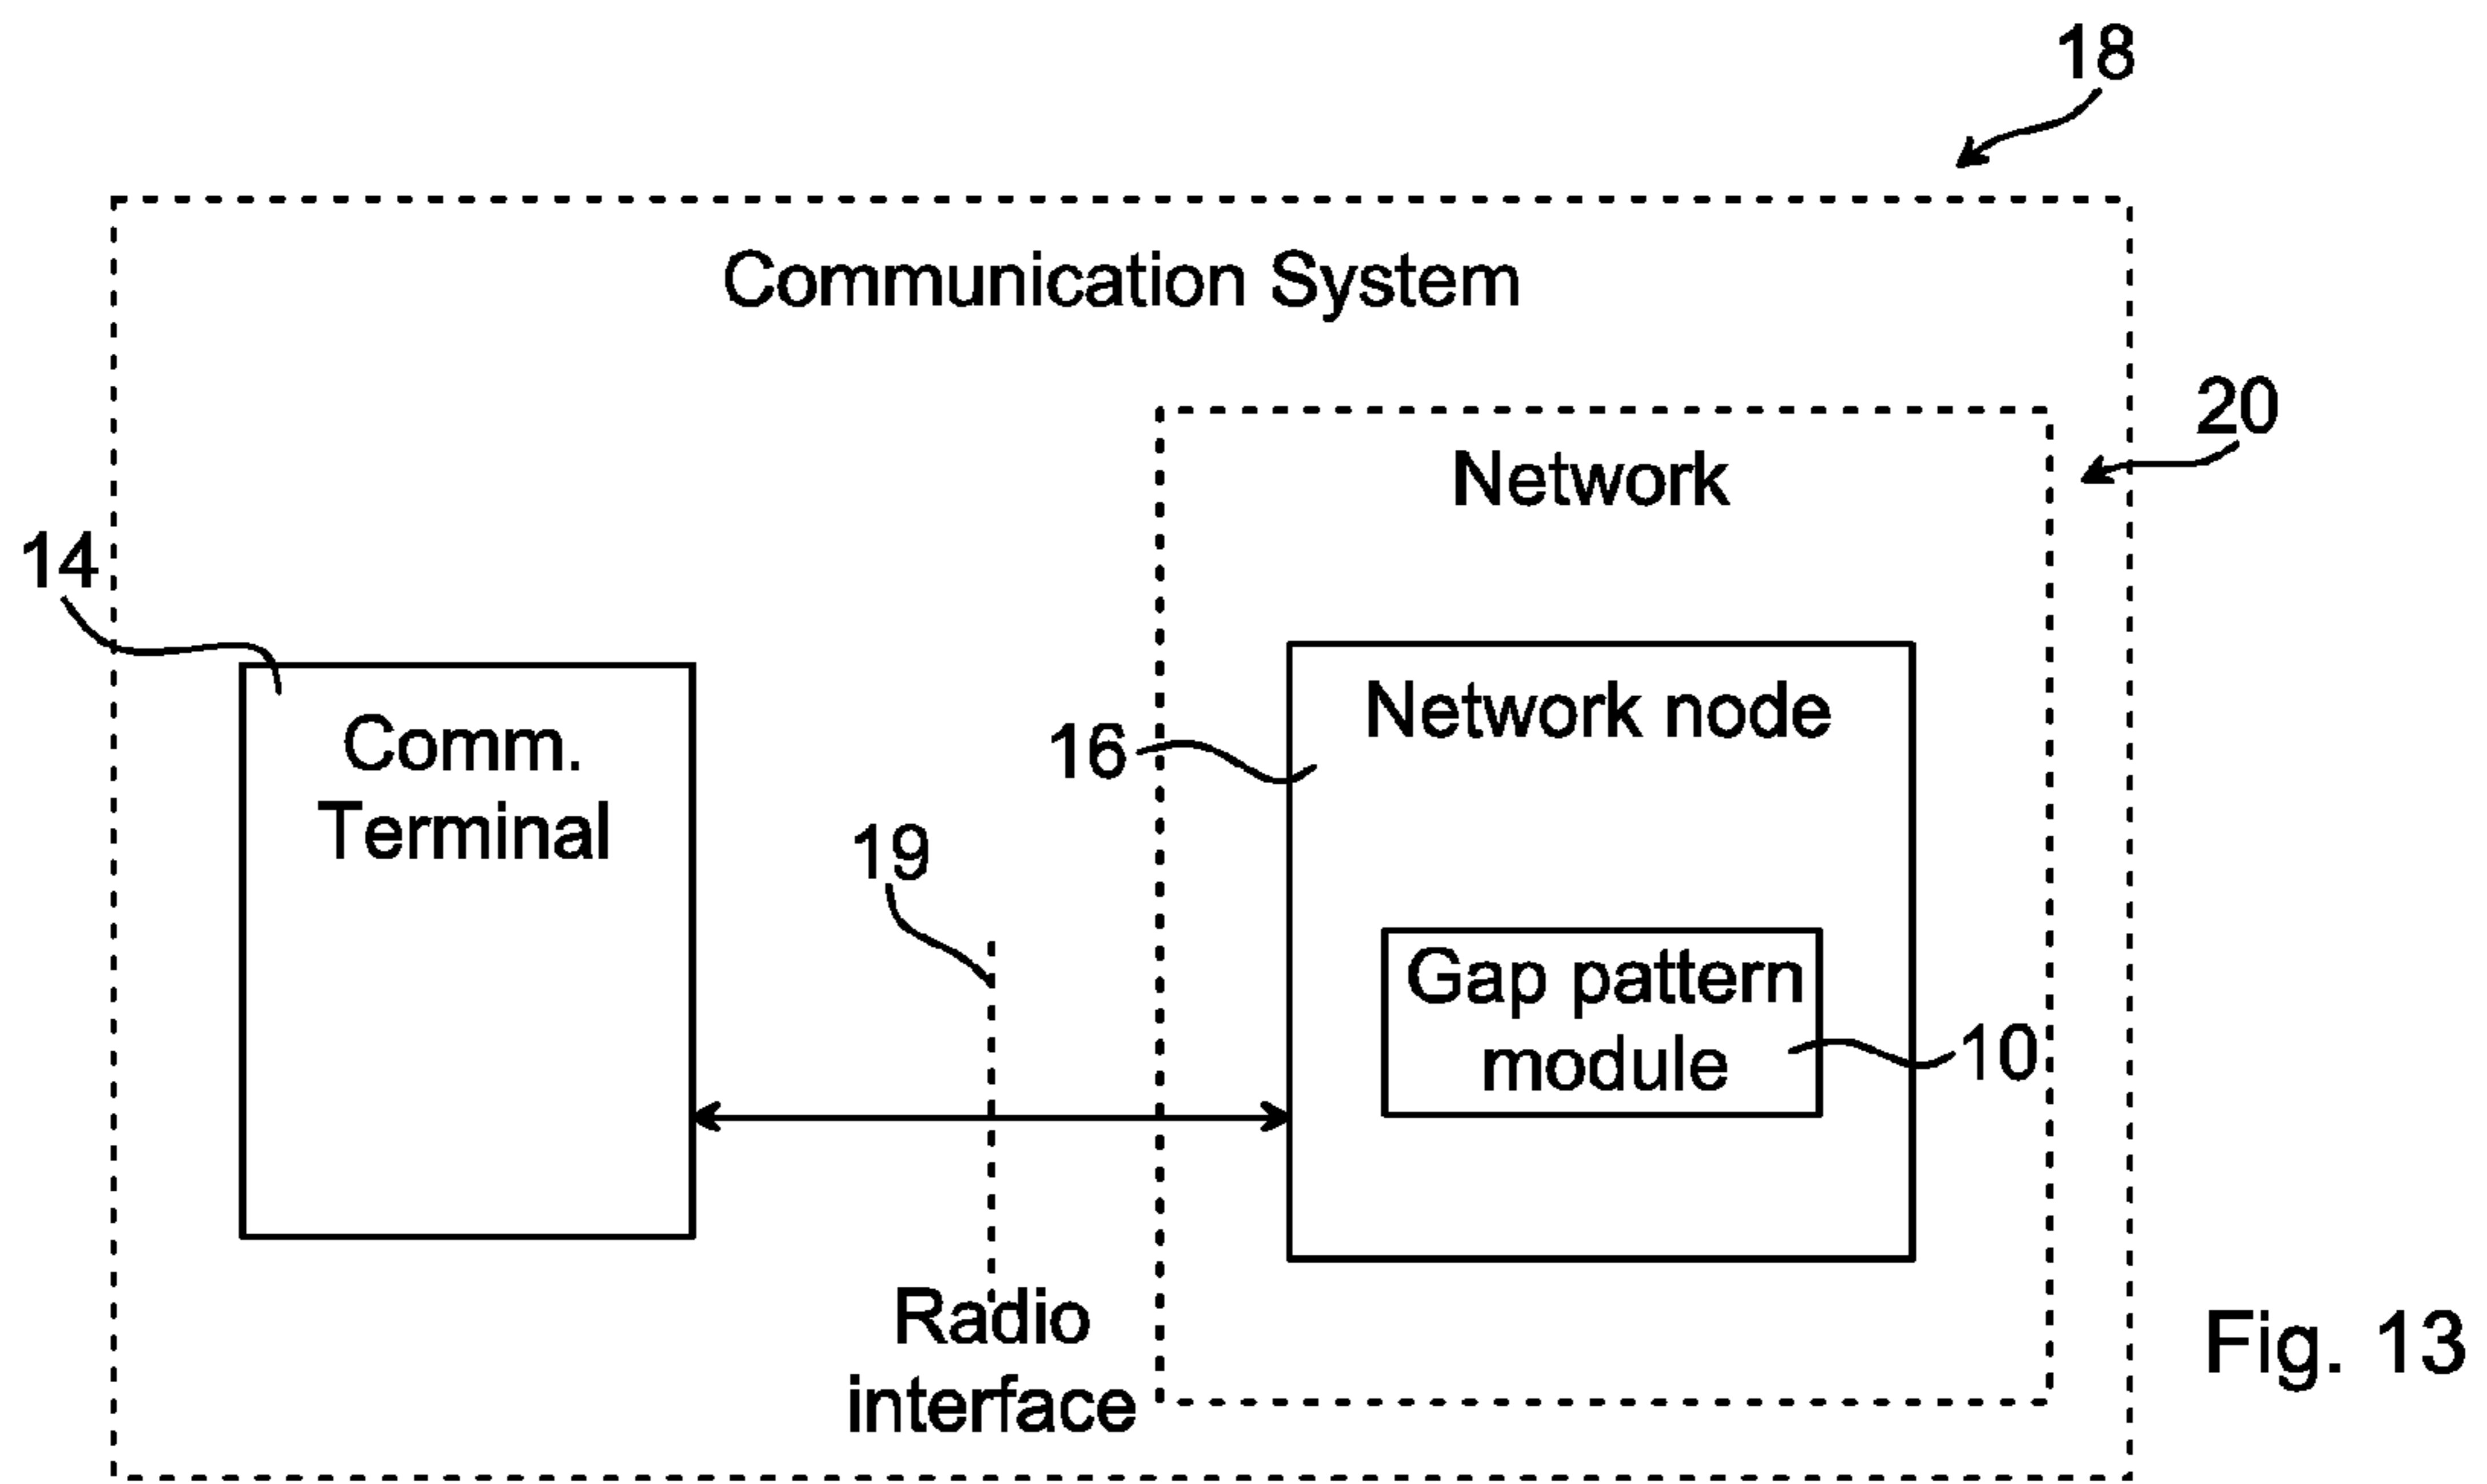 18
Communication System
20
Network
14
Comm.
Terminal
16
Network node
19
Gap pattern
module
10
Radio
interface
Fig. 13